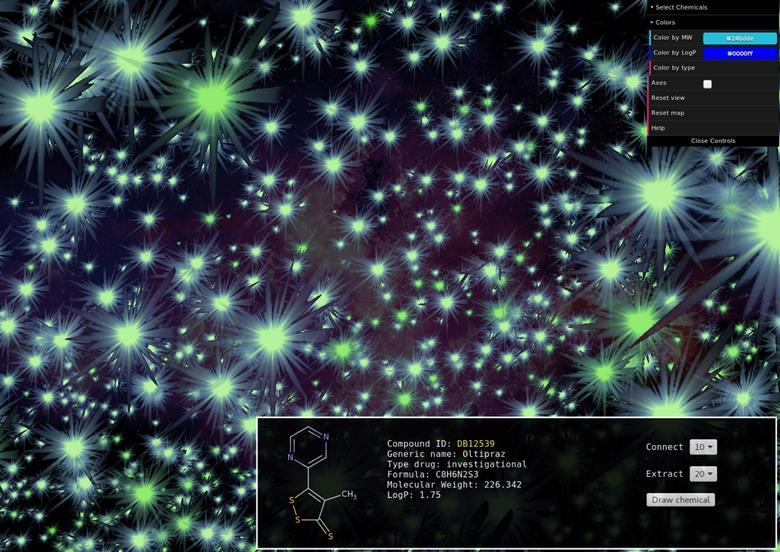 Select Chemicals
Colors
Color by MW #24bdde
Color by LogP #0000ff
Color by type
Axes
Reset view
Reset map
Help
Close Controls
Compound ID: DB12539
Generic name: Oltipraz
Type drug: investigational
Formula: C8H6N2S3
Molecular Weight: 226.342
LogP: 1.75
Connect 10
Extract 20
Draw chemical
N
N
S
CH3
S
S